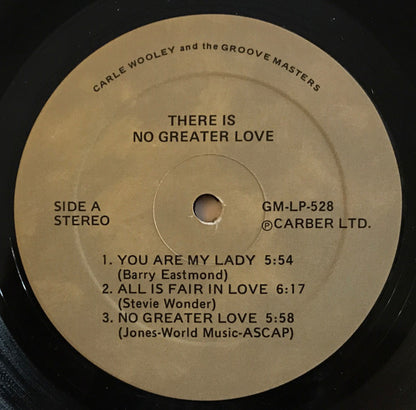 CARLE WOOLEY and the GROOVE MASTERS
THERE IS
NO GREATER LOVE
SIDE A
STEREO
GM-LP-528
℗CARBER LTD.
1. YOU ARE MY LADY 5:54
(Barry Eastmond)
2. ALL IS FAIR IN LOVE 6:17
(Stevie Wonder)
3. NO GREATER LOVE 5:58
(Jones-World Music-ASCAP)